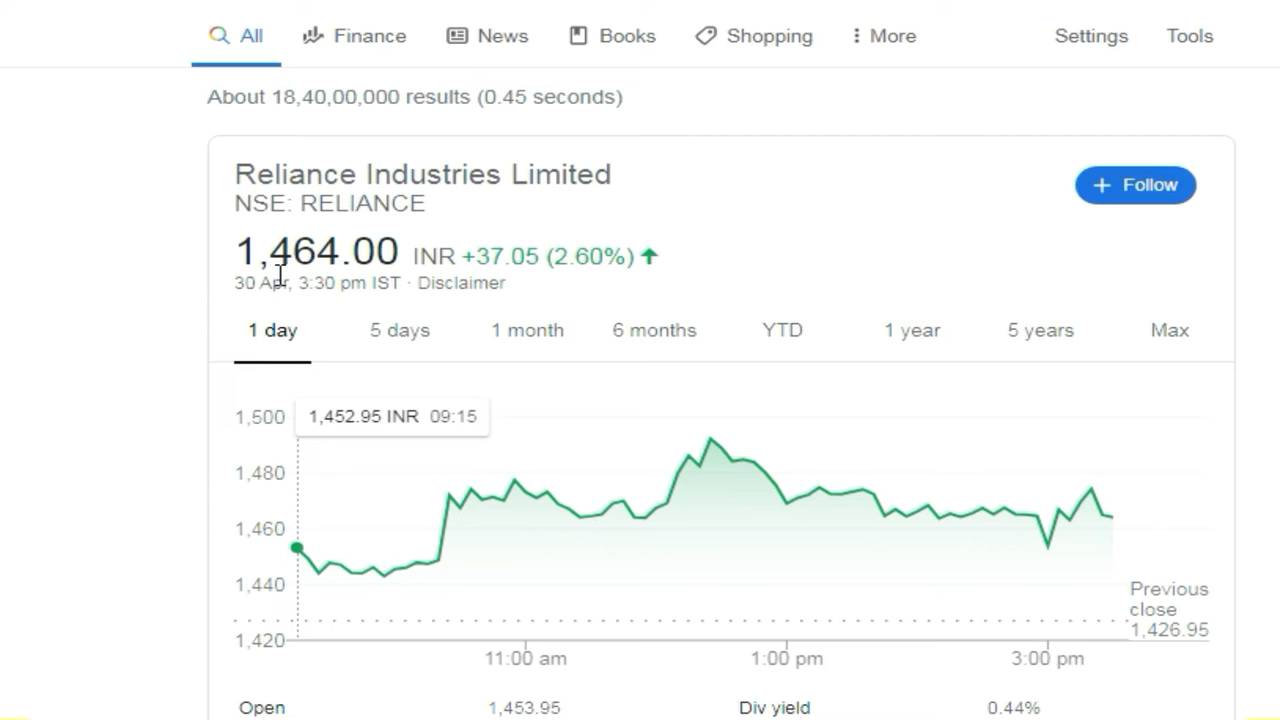 All Finance News Books Shopping More Settings Tools
About 18,40,00,000 results (0.45 seconds)
Reliance Industries Limited
NSE: RELIANCE
+ Follow
1,464.00 INR +37.05 (2.60%)
30 Apr, 3:30 pm IST · Disclaimer
1 day 5 days 1 month 6 months YTD 1 year 5 years Max
1,500
1,452.95 INR 09:15
1,480
1,460
1,440
1,420
Previous
close
1,426.95
11:00 am 1:00 pm 3:00 pm
Open 1,453.95 Div yield 0.44%